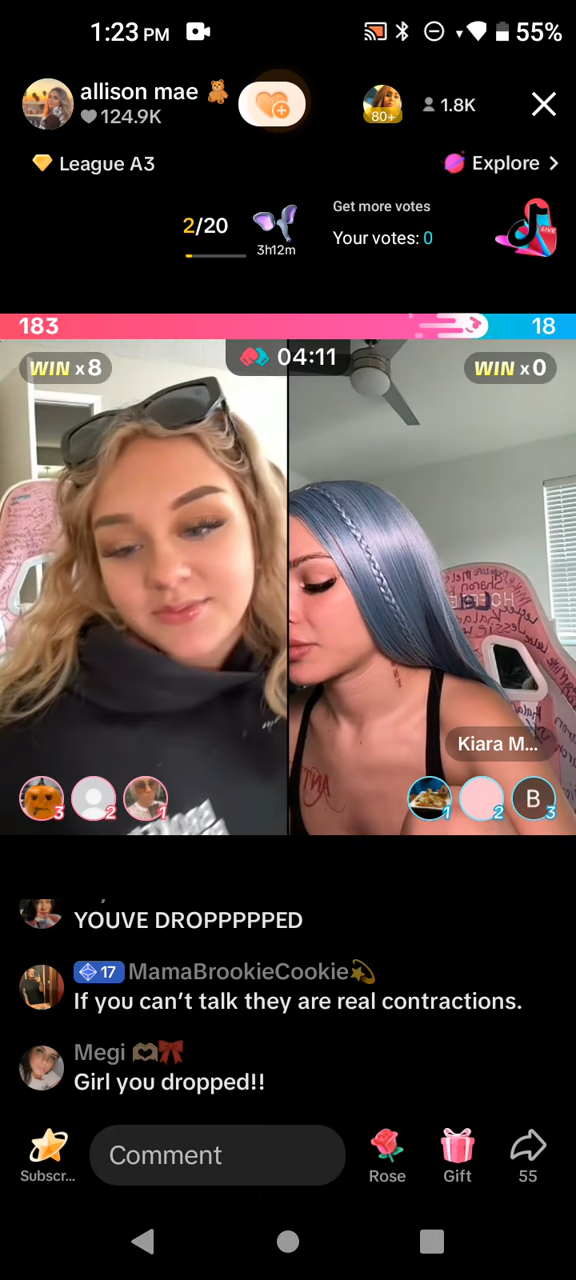 1:23 PM
55%
allison mae
124.9K
80+
1.8K
League A3
Explore >
2/20
3h12m
Get more votes
Your votes: 0
LIVE
183
18
WIN x8
04:11
WIN x0
Kiara M...
3
2
1
1
2
B
3
YOUVE DROPPPPPED
17 MamaBrookieCookie
If you can't talk they are real contractions.
Megi
Girl you dropped!!
Subscr...
Comment
Rose
Gift
55